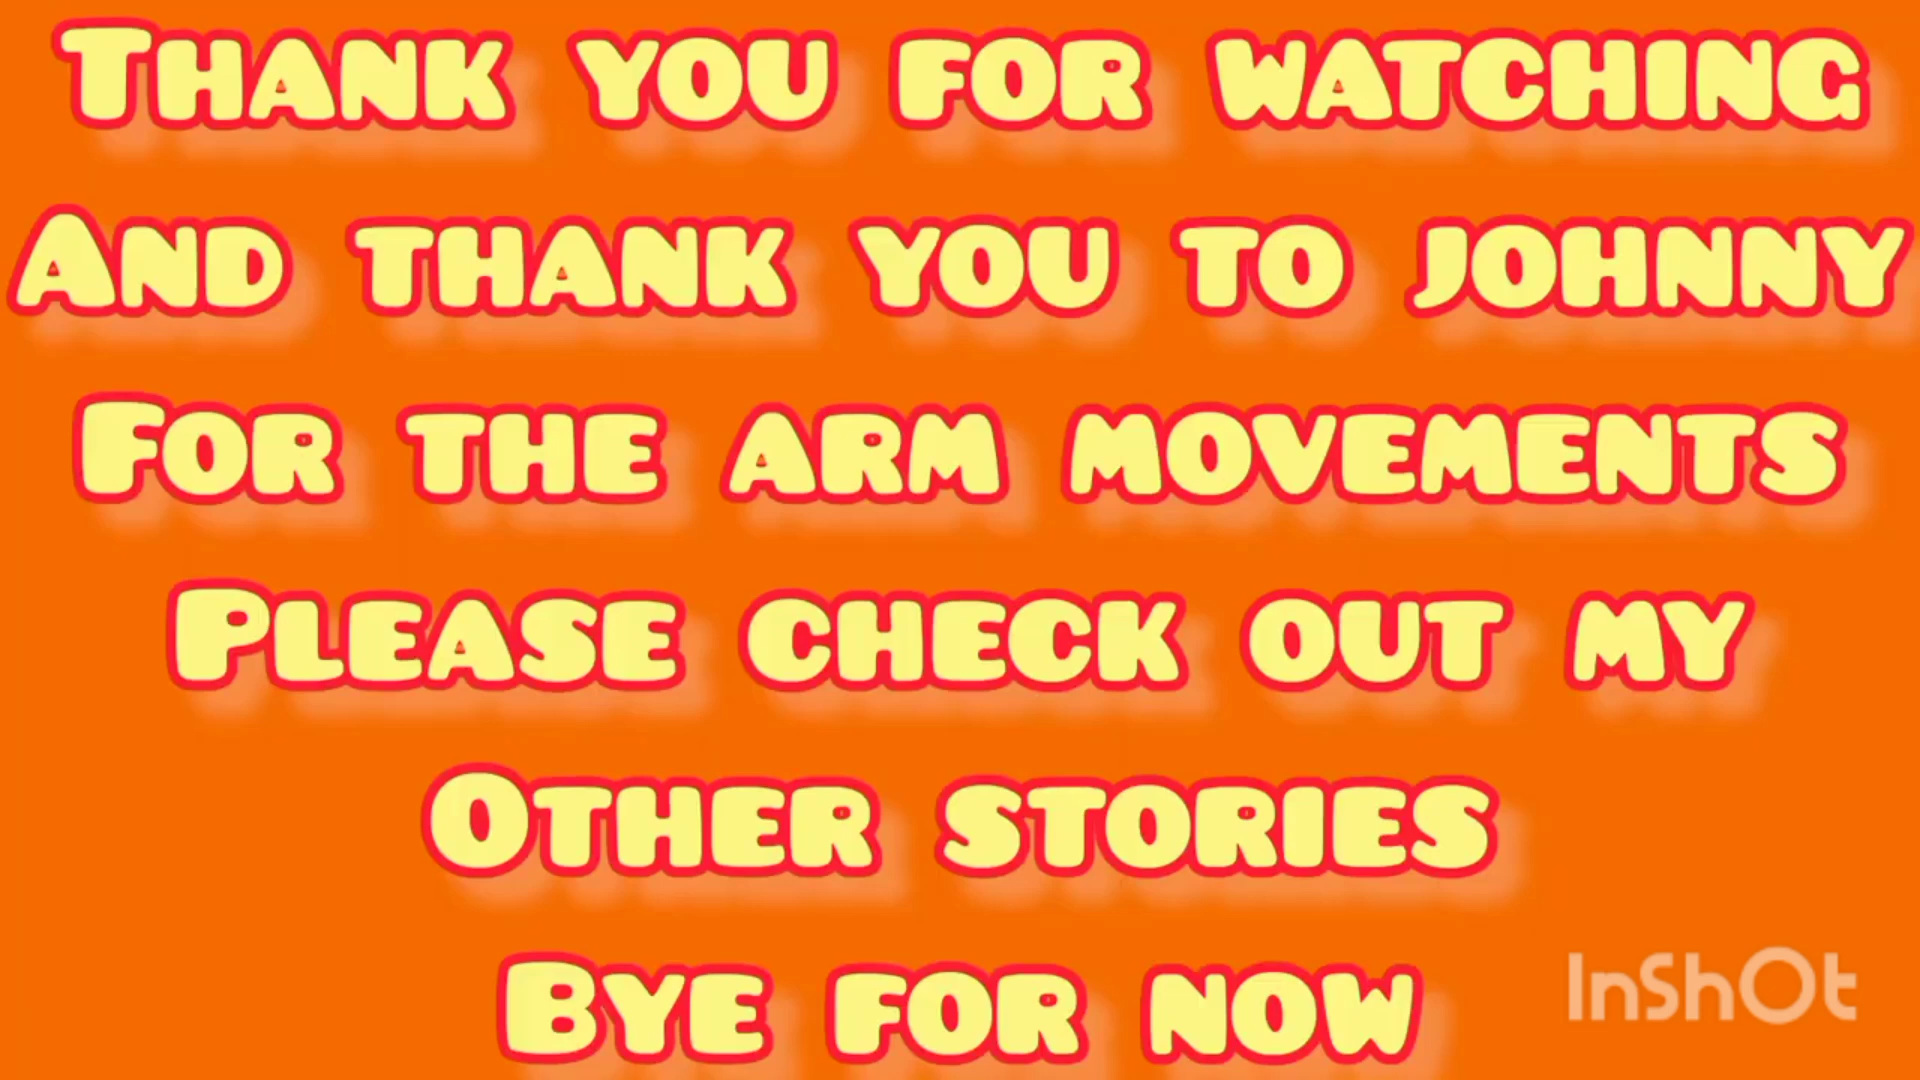 Thank you for watching
And thank you to johnny
For the arm movements
Please check out my
Other stories
Bye for now
InShOt